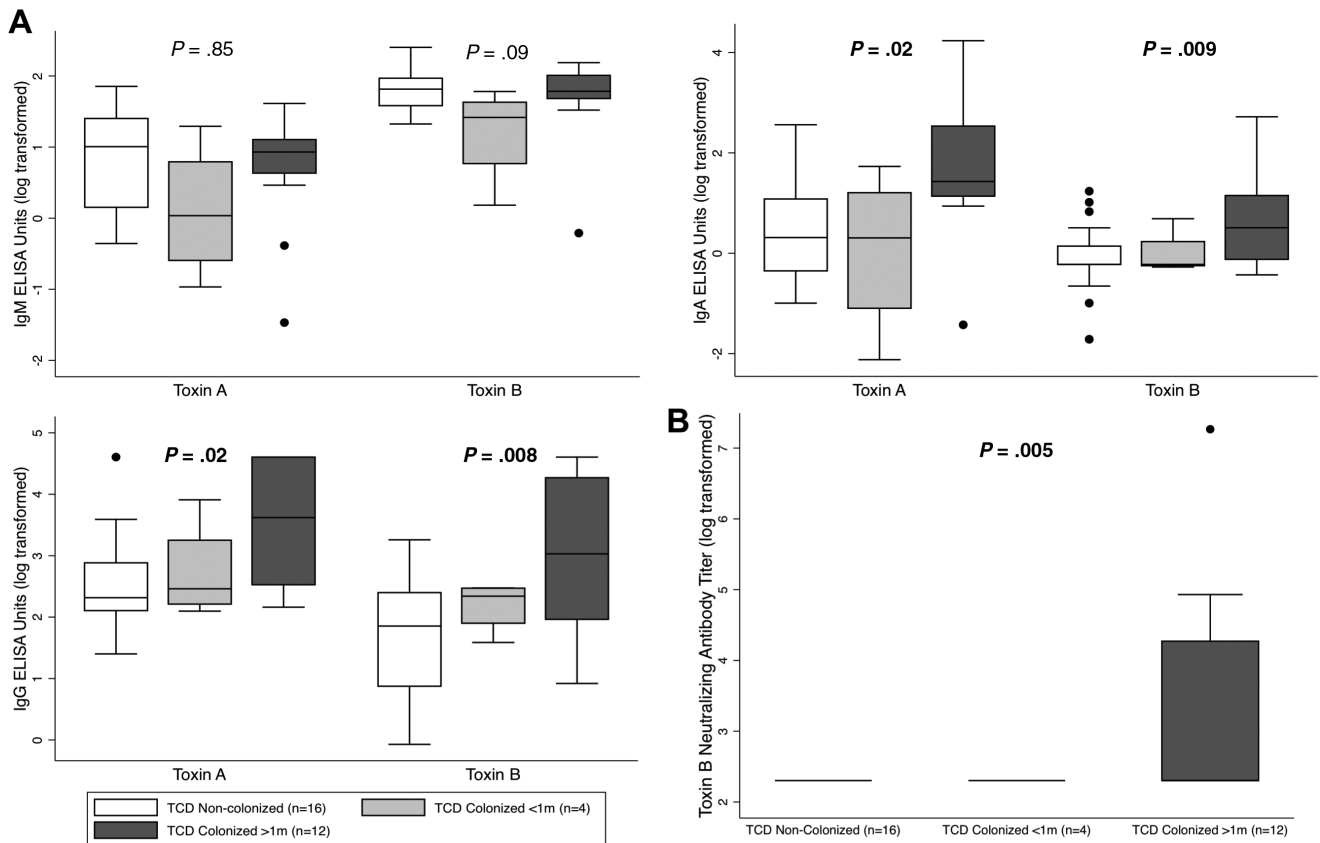 A
IgM ELISA Units (log transformed)
2
1
0
-1
-2
P = .85
P = .09
Toxin A
Toxin B
IgA ELISA Units (log transformed)
4
2
0
-2
P = .02
P = .009
Toxin A
Toxin B
IgG ELISA Units (log transformed)
5
4
3
2
1
0
P = .02
P = .008
Toxin A
Toxin B
TCD Non-colonized (n=16)
TCD Colonized <1m (n=4)
TCD Colonized >1m (n=12)
B
Toxin B Neutralizing Antibody Titer (log transformed)
7
6
5
4
3
2
P = .005
TCD Non-Colonized (n=16)
TCD Colonized <1m (n=4)
TCD Colonized >1m (n=12)